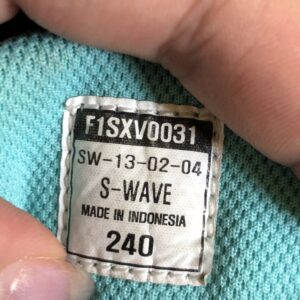 F1SXV0031
SW-13-02-04
S-WAVE
MADE IN INDONESIA
240